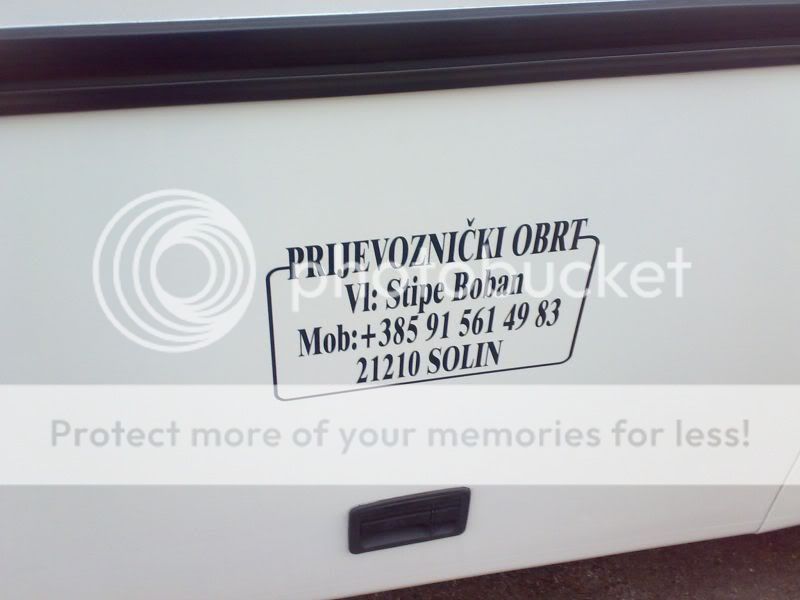 PRIJEVOZNIČKI OBRT
Vl: Stipe Boban
Mob:+385 91 561 49 83
21210 SOLIN
photobucket
Protect more of your memories for less!